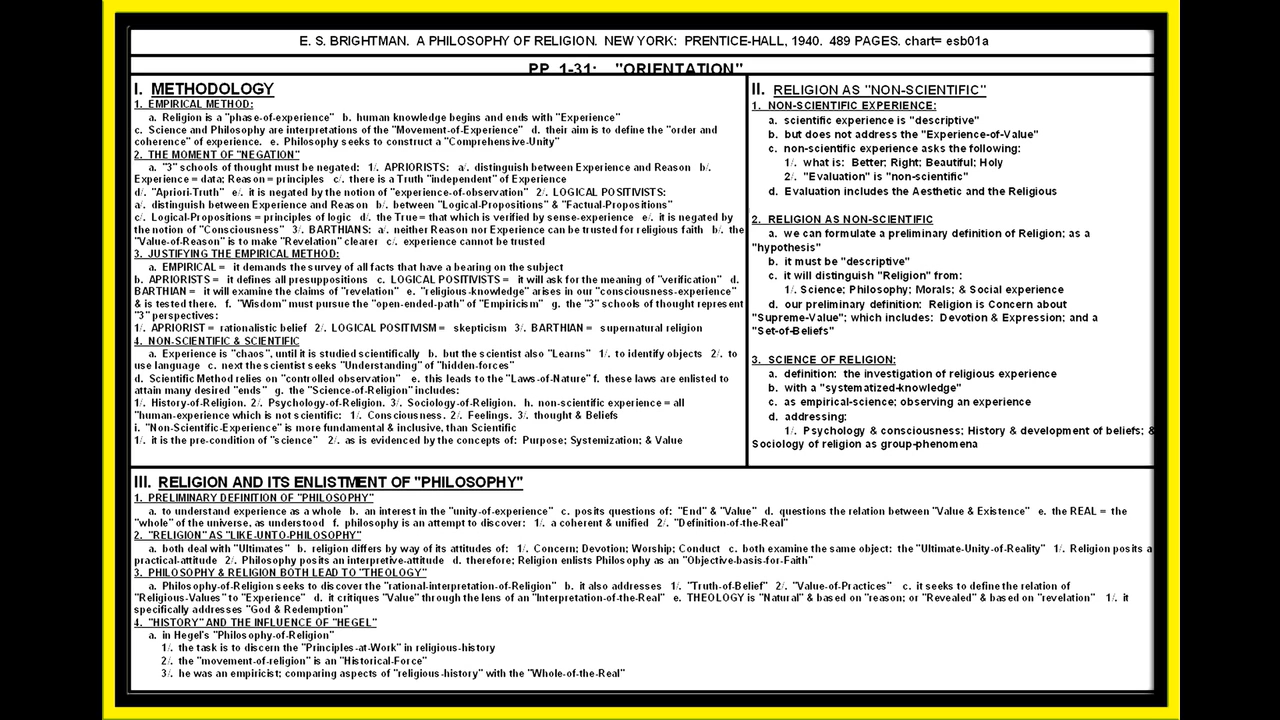 E. S. BRIGHTMAN. A PHILOSOPHY OF RELIGION. NEW YORK: PRENTICE-HALL, 1940. 489 PAGES. chart= esb01a
PP. 1-31: "ORIENTATION"
I. METHODOLOGY
1. EMPIRICAL METHOD:
a. Religion is a "phase-of-experience" b. human knowledge begins and ends with "Experience"
c. Science and Philosophy are interpretations of the "Movement-of-Experience" d. their aim is to define the "order and
coherence" of experience. e. Philosophy seeks to construct a "Comprehensive-Unity"
2. THE MOMENT OF "NEGATION"
a. "3" schools of thought must be negated: 1/. APRIORISTS: a/. distinguish between Experience and Reason b/.
Experience = data; Reason = principles c/. there is a Truth "independent" of Experience
d/. "Apriori-Truth" e/. it is negated by the notion of "experience-of-observation" 2/. LOGICAL POSITIVISTS:
a/. distinguish between Experience and Reason b/. between "Logical-Propositions" & "Factual-Propositions"
c/. Logical-Propositions = principles of logic d/. the True = that which is verified by sense-experience e/. it is negated by
the notion of "Consciousness" 3/. BARTHIANS: a/. neither Reason nor Experience can be trusted for religious faith b/. the
"Value-of-Reason" is to make "Revelation" clearer c/. experience cannot be trusted
3. JUSTIFYING THE EMPIRICAL METHOD:
a. EMPIRICAL = it demands the survey of all facts that have a bearing on the subject
b. APRIORISTS = it defines all presuppositions c. LOGICAL POSITIVISTS = it will ask for the meaning of "verification" d.
BARTHIAN = it will examine the claims of "revelation" e. "religious-knowledge" arises in our "consciousness-experience"
& is tested there. f. "Wisdom" must pursue the "open-ended-path" of "Empiricism" g. the "3" schools of thought represent
"3" perspectives:
1/. APRIORIST = rationalistic belief 2/. LOGICAL POSITIVISM = skepticism 3/. BARTHIAN = supernatural religion
4. NON-SCIENTIFIC & SCIENTIFIC
a. Experience is "chaos", until it is studied scientifically b. but the scientist also "Learns" 1/. to identify objects 2/. to
use language c. next the scientist seeks "Understanding" of "hidden-forces"
d. Scientific Method relies on "controlled observation" e. this leads to the "Laws-of-Nature" f. these laws are enlisted to
attain many desired "ends" g. the "Science-of-Religion" includes:
1/. History-of-Religion. 2/. Psychology-of-Religion. 3/. Sociology-of-Religion. h. non-scientific experience = all
"human-experience which is not scientific: 1/. Consciousness. 2/. Feelings. 3/. thought & Beliefs
i. "Non-Scientific-Experience" is more fundamental & inclusive, than Scientific
1/. it is the pre-condition of "science" 2/. as is evidenced by the concepts of: Purpose; Systemization; & Value
II. RELIGION AS "NON-SCIENTIFIC"
1. NON-SCIENTIFIC EXPERIENCE:
a. scientific experience is "descriptive"
b. but does not address the "Experience-of-Value"
c. non-scientific experience asks the following:
1/. what is: Better; Right; Beautiful; Holy
2/. "Evaluation" is "non-scientific"
d. Evaluation includes the Aesthetic and the Religious
2. RELIGION AS NON-SCIENTIFIC
a. we can formulate a preliminary definition of Religion; as a
"hypothesis"
b. it must be "descriptive"
c. it will distinguish "Religion" from:
1/. Science; Philosophy; Morals; & Social experience
d. our preliminary definition: Religion is Concern about
"Supreme-Value"; which includes: Devotion & Expression; and a
"Set-of-Beliefs"
3. SCIENCE OF RELIGION:
a. definition: the investigation of religious experience
b. with a "systematized-knowledge"
c. as empirical-science; observing an experience
d. addressing:
1/. Psychology & consciousness; History & development of beliefs; &
Sociology of religion as group-phenomena
III. RELIGION AND ITS ENLISTMENT OF "PHILOSOPHY"
1. PRELIMINARY DEFINITION OF "PHILOSOPHY"
a. to understand experience as a whole b. an interest in the "unity-of-experience" c. posits questions of: "End" & "Value" d. questions the relation between "Value & Existence" e. the REAL = the
"whole" of the universe, as understood f. philosophy is an attempt to discover: 1/. a coherent & unified 2/. "Definition-of-the-Real"
2. "RELIGION" AS "LIKE-UNTO-PHILOSOPHY"
a. both deal with "Ultimates" b. religion differs by way of its attitudes of: 1/. Concern; Devotion; Worship; Conduct c. both examine the same object: the "Ultimate-Unity-of-Reality" 1/. Religion posits a
practical-attitude 2/. Philosophy posits an interpretive-attitude d. therefore; Religion enlists Philosophy as an "Objective-basis-for-Faith"
3. PHILOSOPHY & RELIGION BOTH LEAD TO "THEOLOGY"
a. Philosophy-of-Religion seeks to discover the "rational-interpretation-of-Religion" b. it also addresses 1/. "Truth-of-Belief" 2/. "Value-of-Practices" c. it seeks to define the relation of
"Religious-Values" to "Experience" d. it critiques "Value" through the lens of an "Interpretation-of-the-Real" e. THEOLOGY is "Natural" & based on "reason; or "Revealed" & based on "revelation" 1/. it
specifically addresses "God & Redemption"
4. "HISTORY" AND THE INFLUENCE OF "HEGEL"
a. in Hegel's "Philosophy-of-Religion"
1/. the task is to discern the "Principles-at-Work" in religious-history
2/. the "movement-of-religion" is an "Historical-Force"
3/. he was an empiricist; comparing aspects of "religious-history" with the "Whole-of-the-Real"